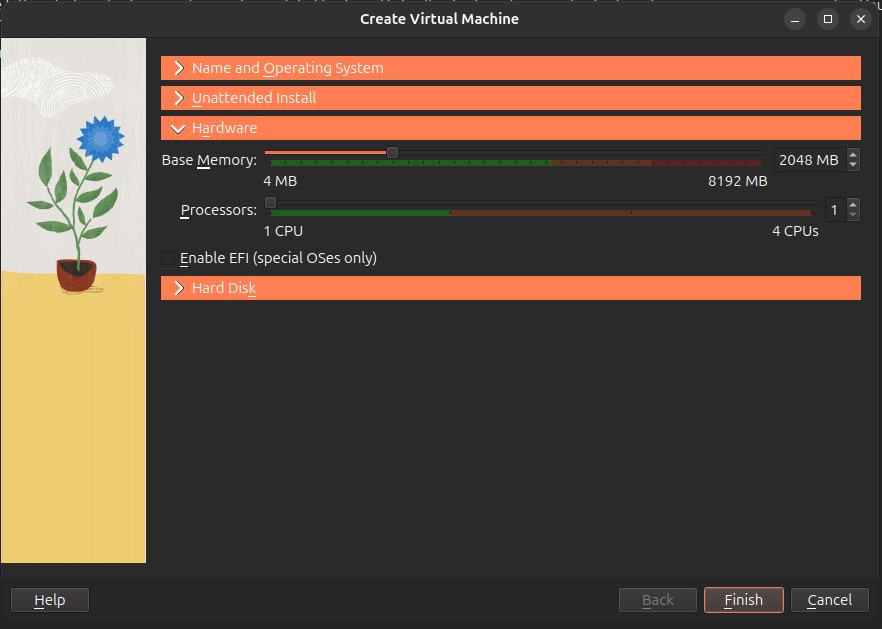 Create Virtual Machine
Name and Operating System
Unattended Install
Hardware
Base Memory: 2048 MB
4 MB 8192 MB
Processors: 1
1 CPU 4 CPUs
Enable EFI (special OSes only)
Hard Disk
Help Back Finish Cancel